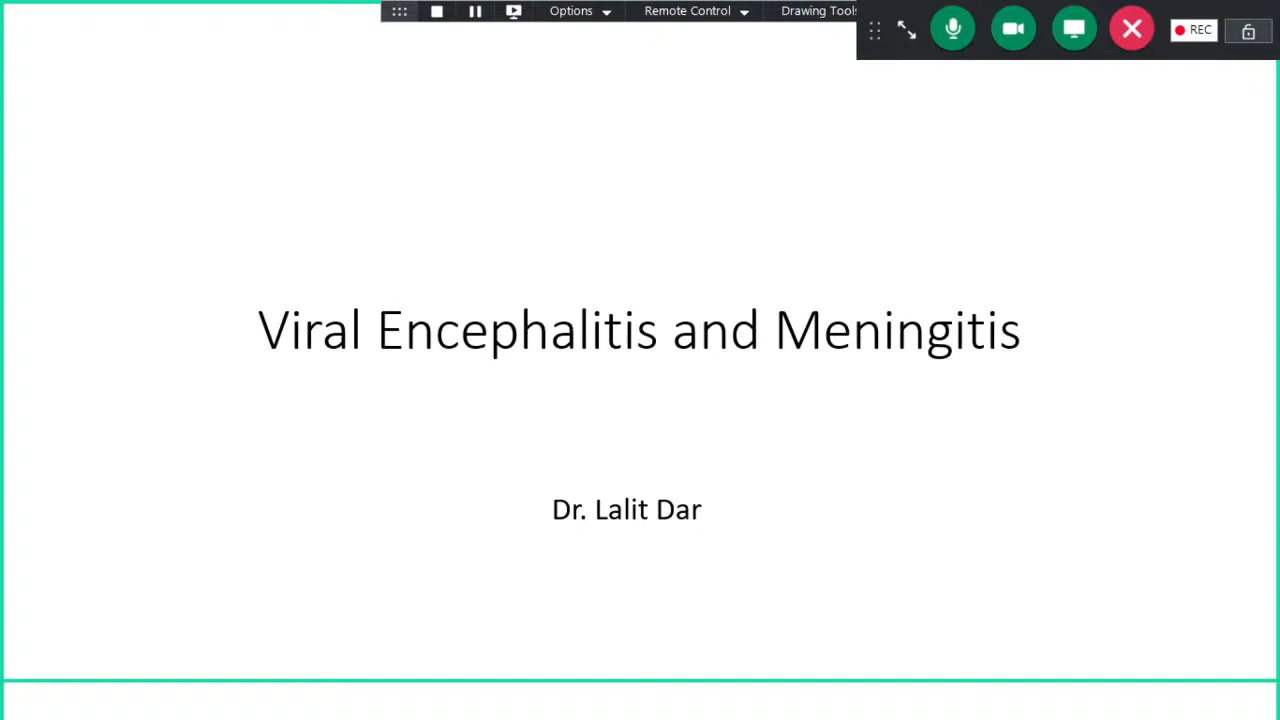 Options
Remote Control
Drawing Tools
REC
Viral Encephalitis and Meningitis
Dr. Lalit Dar